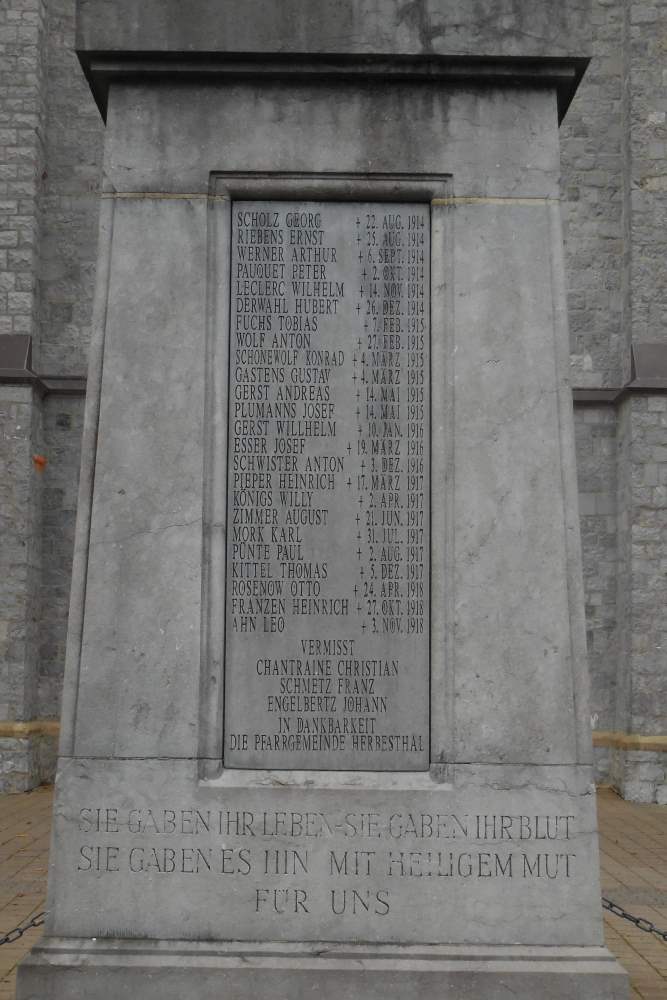 SCHOLZ GEORG + 22. AUG. 1914
RIEBENS ERNST + 25. AUG. 1914
WERNER ARTHUR + 6. SEPT. 1914
PAUQUET PETER + 2. OKT. 1914
LECLERC WILHELM + 14. NOV. 1914
DERWAHL HUBERT + 26. DEZ. 1914
FUCHS TOBIAS + 7. FEB. 1915
WOLF ANTON + 27. FEB. 1915
SCHÖNEWOLF KONRAD + 4. MÄRZ 1915
GASTENS GUSTAV + 4. MÄRZ 1915
GERST ANDREAS + 14. MAI 1915
PLUMANNS JOSEF + 14. MAI 1915
GERST WILLHELM + 10. JAN. 1916
ESSER JOSEF + 19. MÄRZ 1916
SCHWISTER ANTON + 3. DEZ. 1916
PIEPER HEINRICH + 17. MÄRZ 1917
KÖNIGS WILLY + 2. APR. 1917
ZIMMER AUGUST + 21. JUN. 1917
MORK KARL + 31. JUL. 1917
PÜNTE PAUL + 2. AUG. 1917
KITTEL THOMAS + 5. DEZ. 1917
ROSENOW OTTO + 24. APR. 1918
FRANZEN HEINRICH + 27. OKT. 1918
AHN LEO + 3. NOV. 1918
VERMISST
CHANTRAINE CHRISTIAN
SCHMETZ FRANZ
ENGELBERTZ JOHANN
IN DANKBARKEIT
DIE PFARRGEMEINDE HERBESTHAL
SIE GABEN IHR LEBEN-SIE GABEN IHR BLUT
SIE GABEN ES HIN MIT HEILIGEM MUT
FÜR UNS